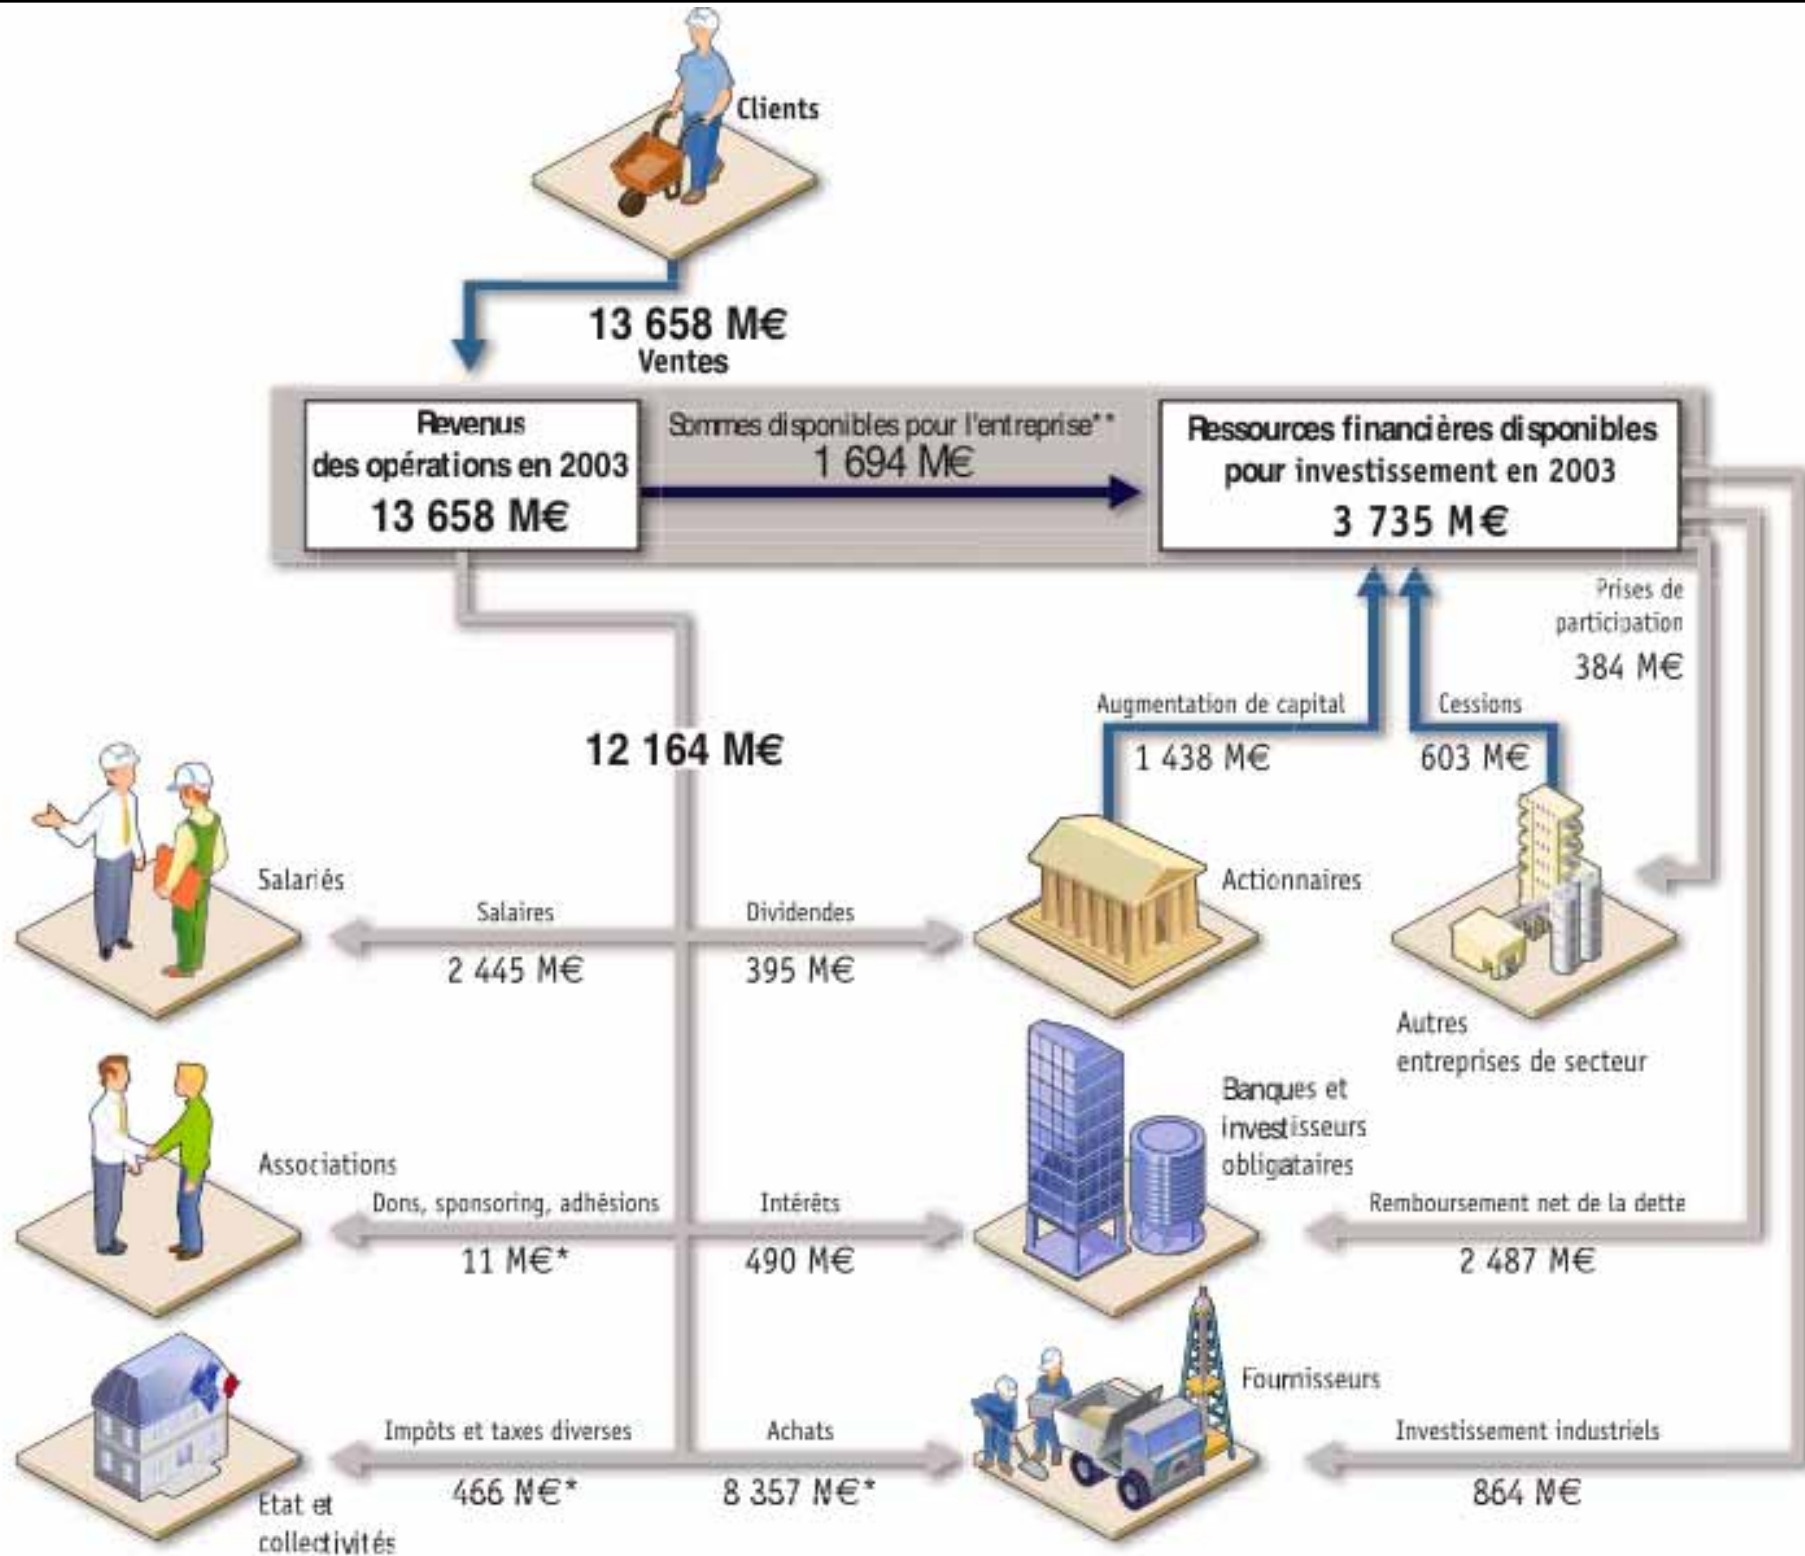 Clients
13 658 M€
Ventes
Revenus
des opérations en 2003
13 658 M€
Sommes disponibles pour l'entreprise**
1 694 M€
Ressources financières disponibles
pour investissement en 2003
3 735 M€
Prises de
participation
384 M€
Augmentation de capital
1 438 M€
Cessions
603 M€
12 164 M€
Salariés
Salaires
2 445 M€
Dividendes
395 M€
Actionnaires
Autres
entreprises de secteur
Banques et
investisseurs
obligataires
Associations
Dons, sponsoring, adhésions
11 M€*
Intérêts
490 M€
Remboursement net de la dette
2 487 M€
Fournisseurs
Impôts et taxes diverses
466 M€*
Achats
8 357 M€*
Investissement industriels
864 M€
Etat et
collectivités